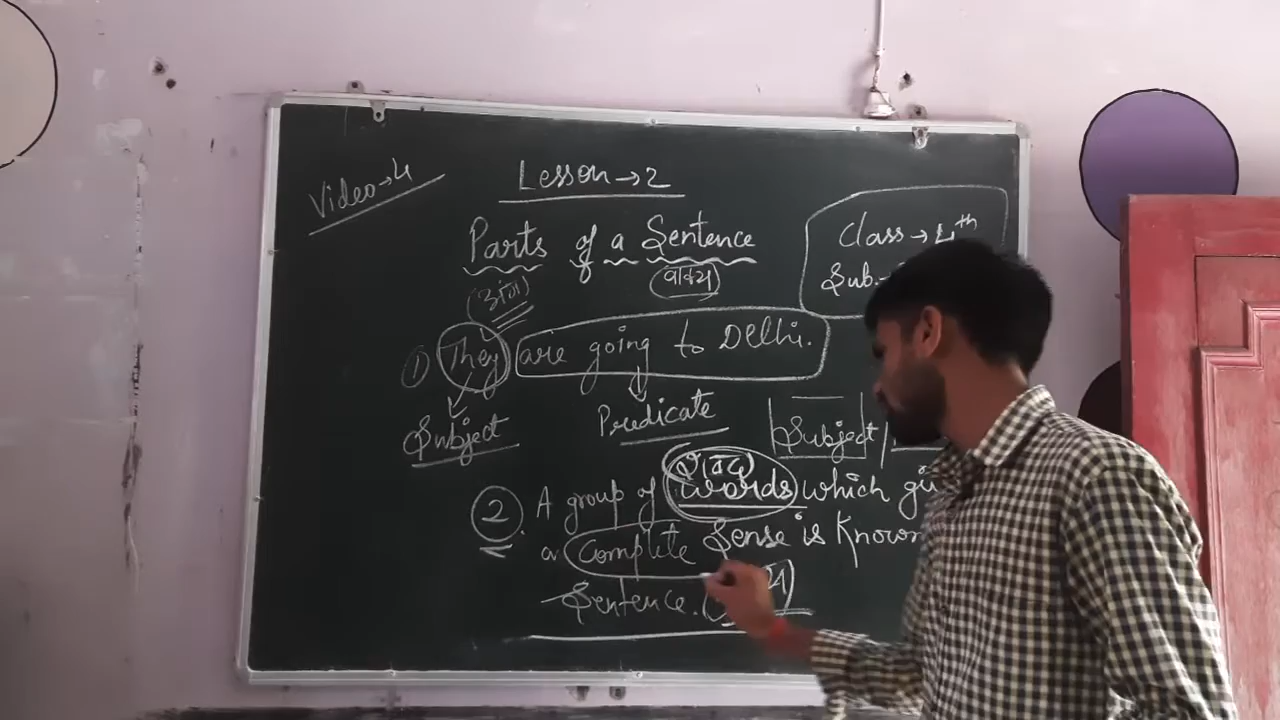 Video→4
Lesson→2
Parts of a Sentence
(अंग) (वाक्य)
Class→4th
Sub.
① They are going to Delhi.
Subject
Predicate
Subject
(शब्द)
② A group of words which
a Complete Sense is Known
Sentence.